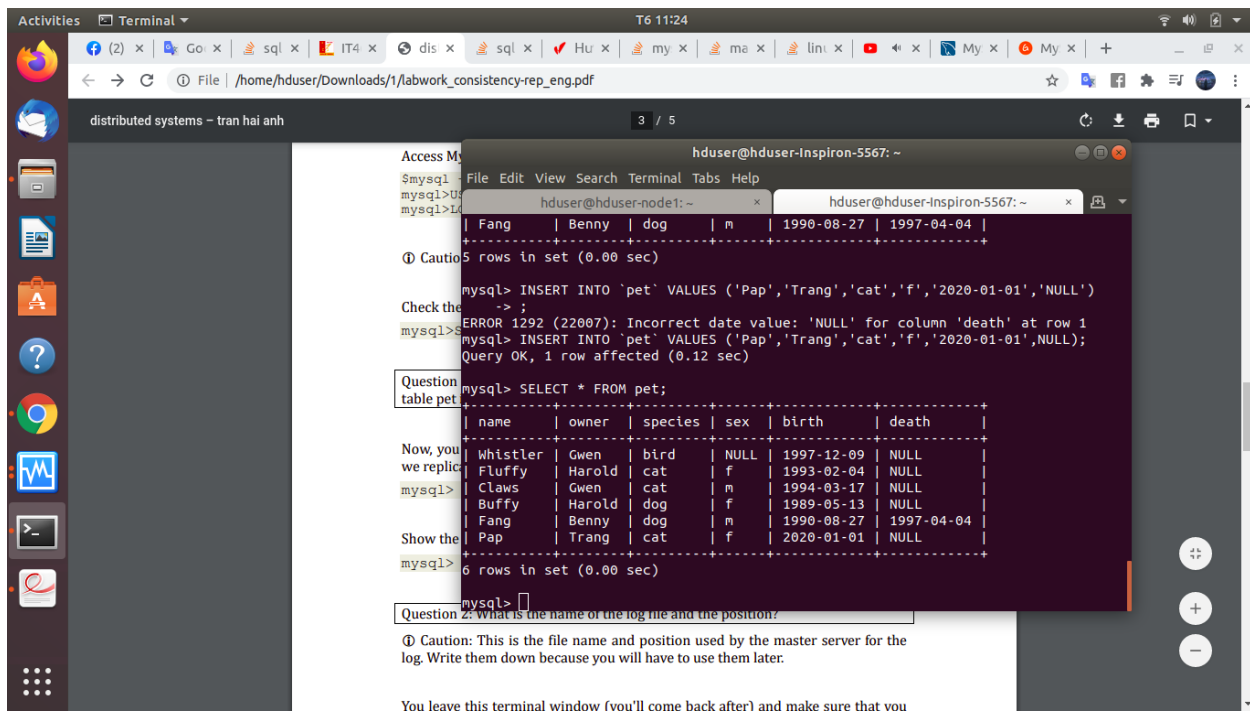 Activities Terminal T6 11:24
(2) Go sql IT4 dis sql Hu my ma lin My My
File /home/hduser/Downloads/1/labwork_consistency-rep_eng.pdf
distributed systems – tran hai anh 3 / 5
Access My
$mysql -
mysql>US
mysql>LO
ⓘ Cautio
Check the
mysql>S
Question
table pet
Now, you
we replica
mysql>
Show the
mysql>
hduser@hduser-Inspiron-5567: ~
File Edit View Search Terminal Tabs Help
hduser@hduser-node1: ~ × hduser@hduser-Inspiron-5567: ~ ×
| Fang | Benny | dog | m | 1990-08-27 | 1997-04-04 |
+----------+--------+---------+------+------------+------------+
5 rows in set (0.00 sec)
mysql> INSERT INTO `pet` VALUES ('Pap','Trang','cat','f','2020-01-01','NULL')
-> ;
ERROR 1292 (22007): Incorrect date value: 'NULL' for column 'death' at row 1
mysql> INSERT INTO `pet` VALUES ('Pap','Trang','cat','f','2020-01-01',NULL);
Query OK, 1 row affected (0.12 sec)
mysql> SELECT * FROM pet;
+----------+--------+---------+------+------------+------------+
| name | owner | species | sex | birth | death |
+----------+--------+---------+------+------------+------------+
| Whistler | Gwen | bird | NULL | 1997-12-09 | NULL |
| Fluffy | Harold | cat | f | 1993-02-04 | NULL |
| Claws | Gwen | cat | m | 1994-03-17 | NULL |
| Buffy | Harold | dog | f | 1989-05-13 | NULL |
| Fang | Benny | dog | m | 1990-08-27 | 1997-04-04 |
| Pap | Trang | cat | f | 2020-01-01 | NULL |
+----------+--------+---------+------+------------+------------+
6 rows in set (0.00 sec)
mysql>
Question 2: What is the name of the log file and the position?
ⓘ Caution: This is the file name and position used by the master server for the
log. Write them down because you will have to use them later.
You leave this terminal window (you'll come back after) and make sure that you